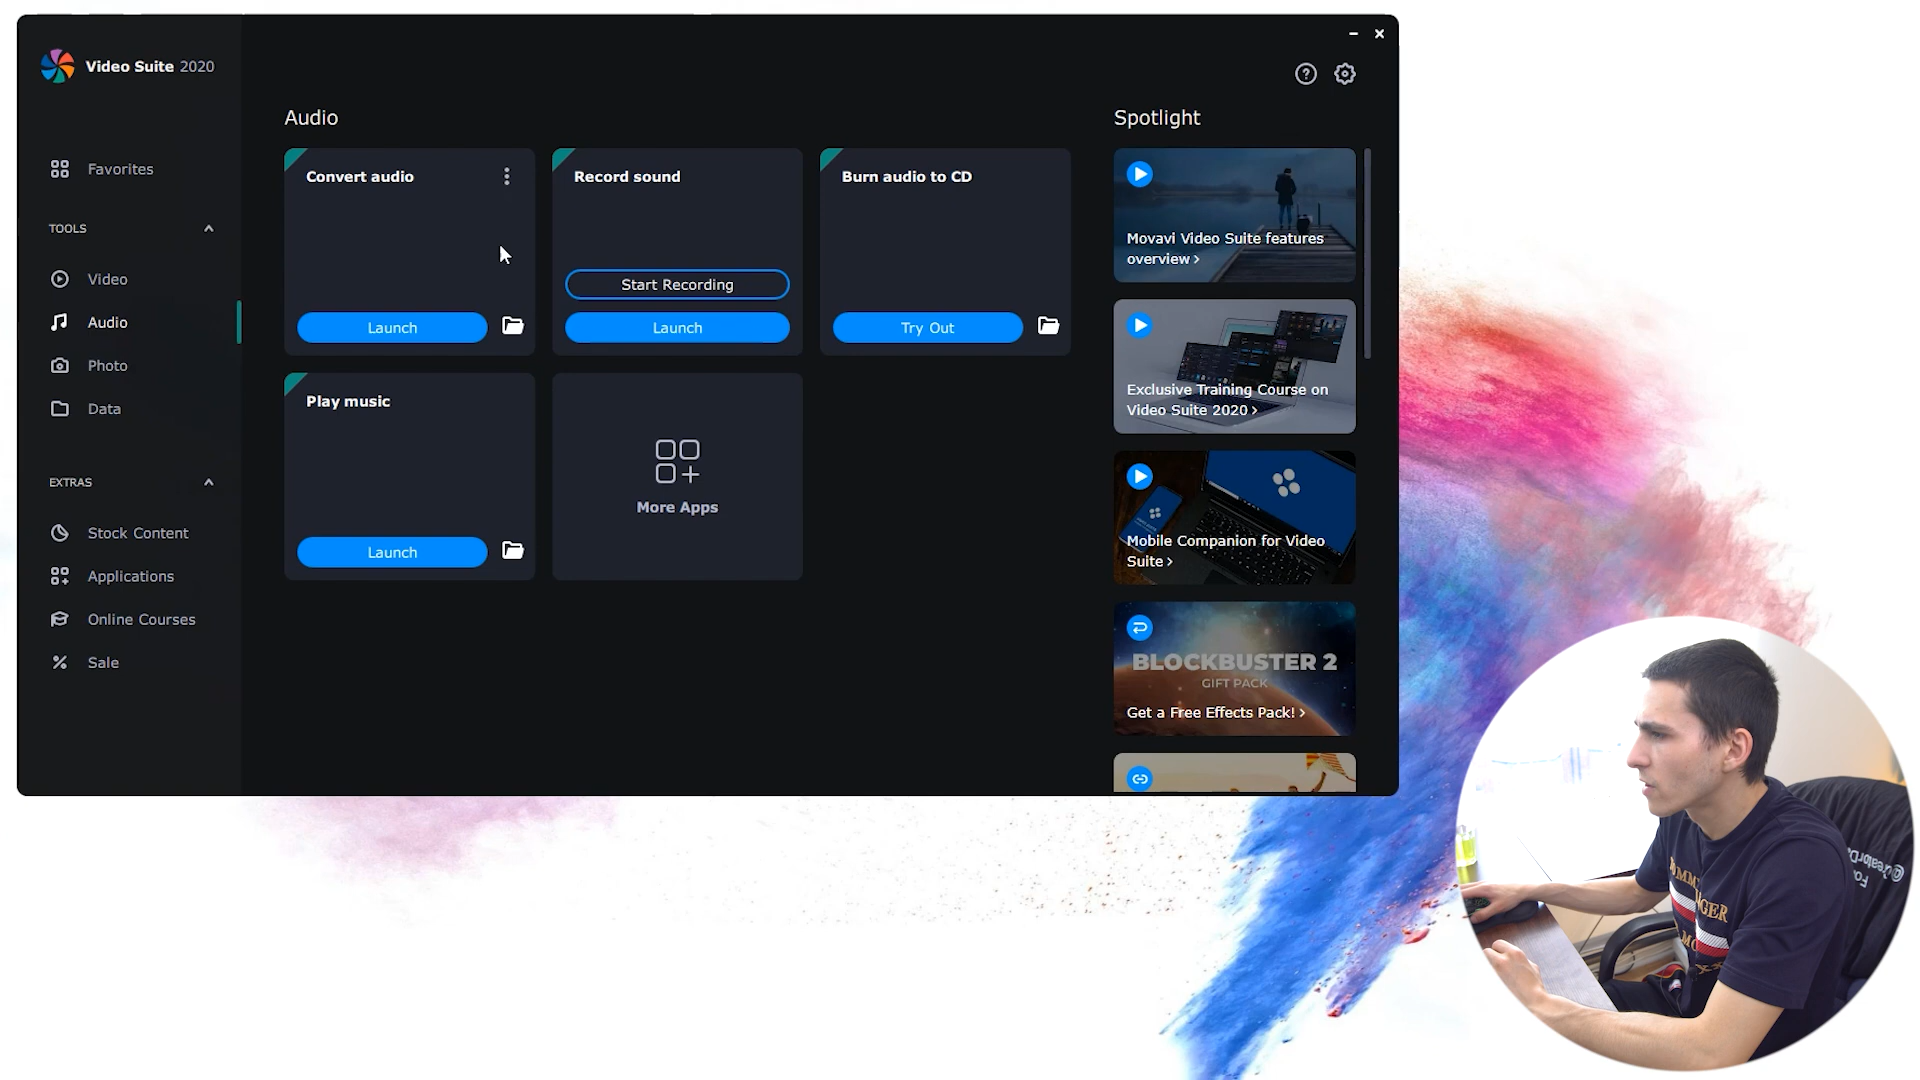 Video Suite 2020
Favorites
TOOLS
Video
Audio
Photo
Data
EXTRAS
Stock Content
Applications
Online Courses
Sale
Audio
Convert audio
Launch
Record sound
Start Recording
Launch
Burn audio to CD
Try Out
Play music
Launch
More Apps
Spotlight
Movavi Video Suite features
overview ›
Exclusive Training Course on
Video Suite 2020 ›
Mobile Companion for Video
Suite ›
BLOCKBUSTER 2
GIFT PACK
Get a Free Effects Pack! ›